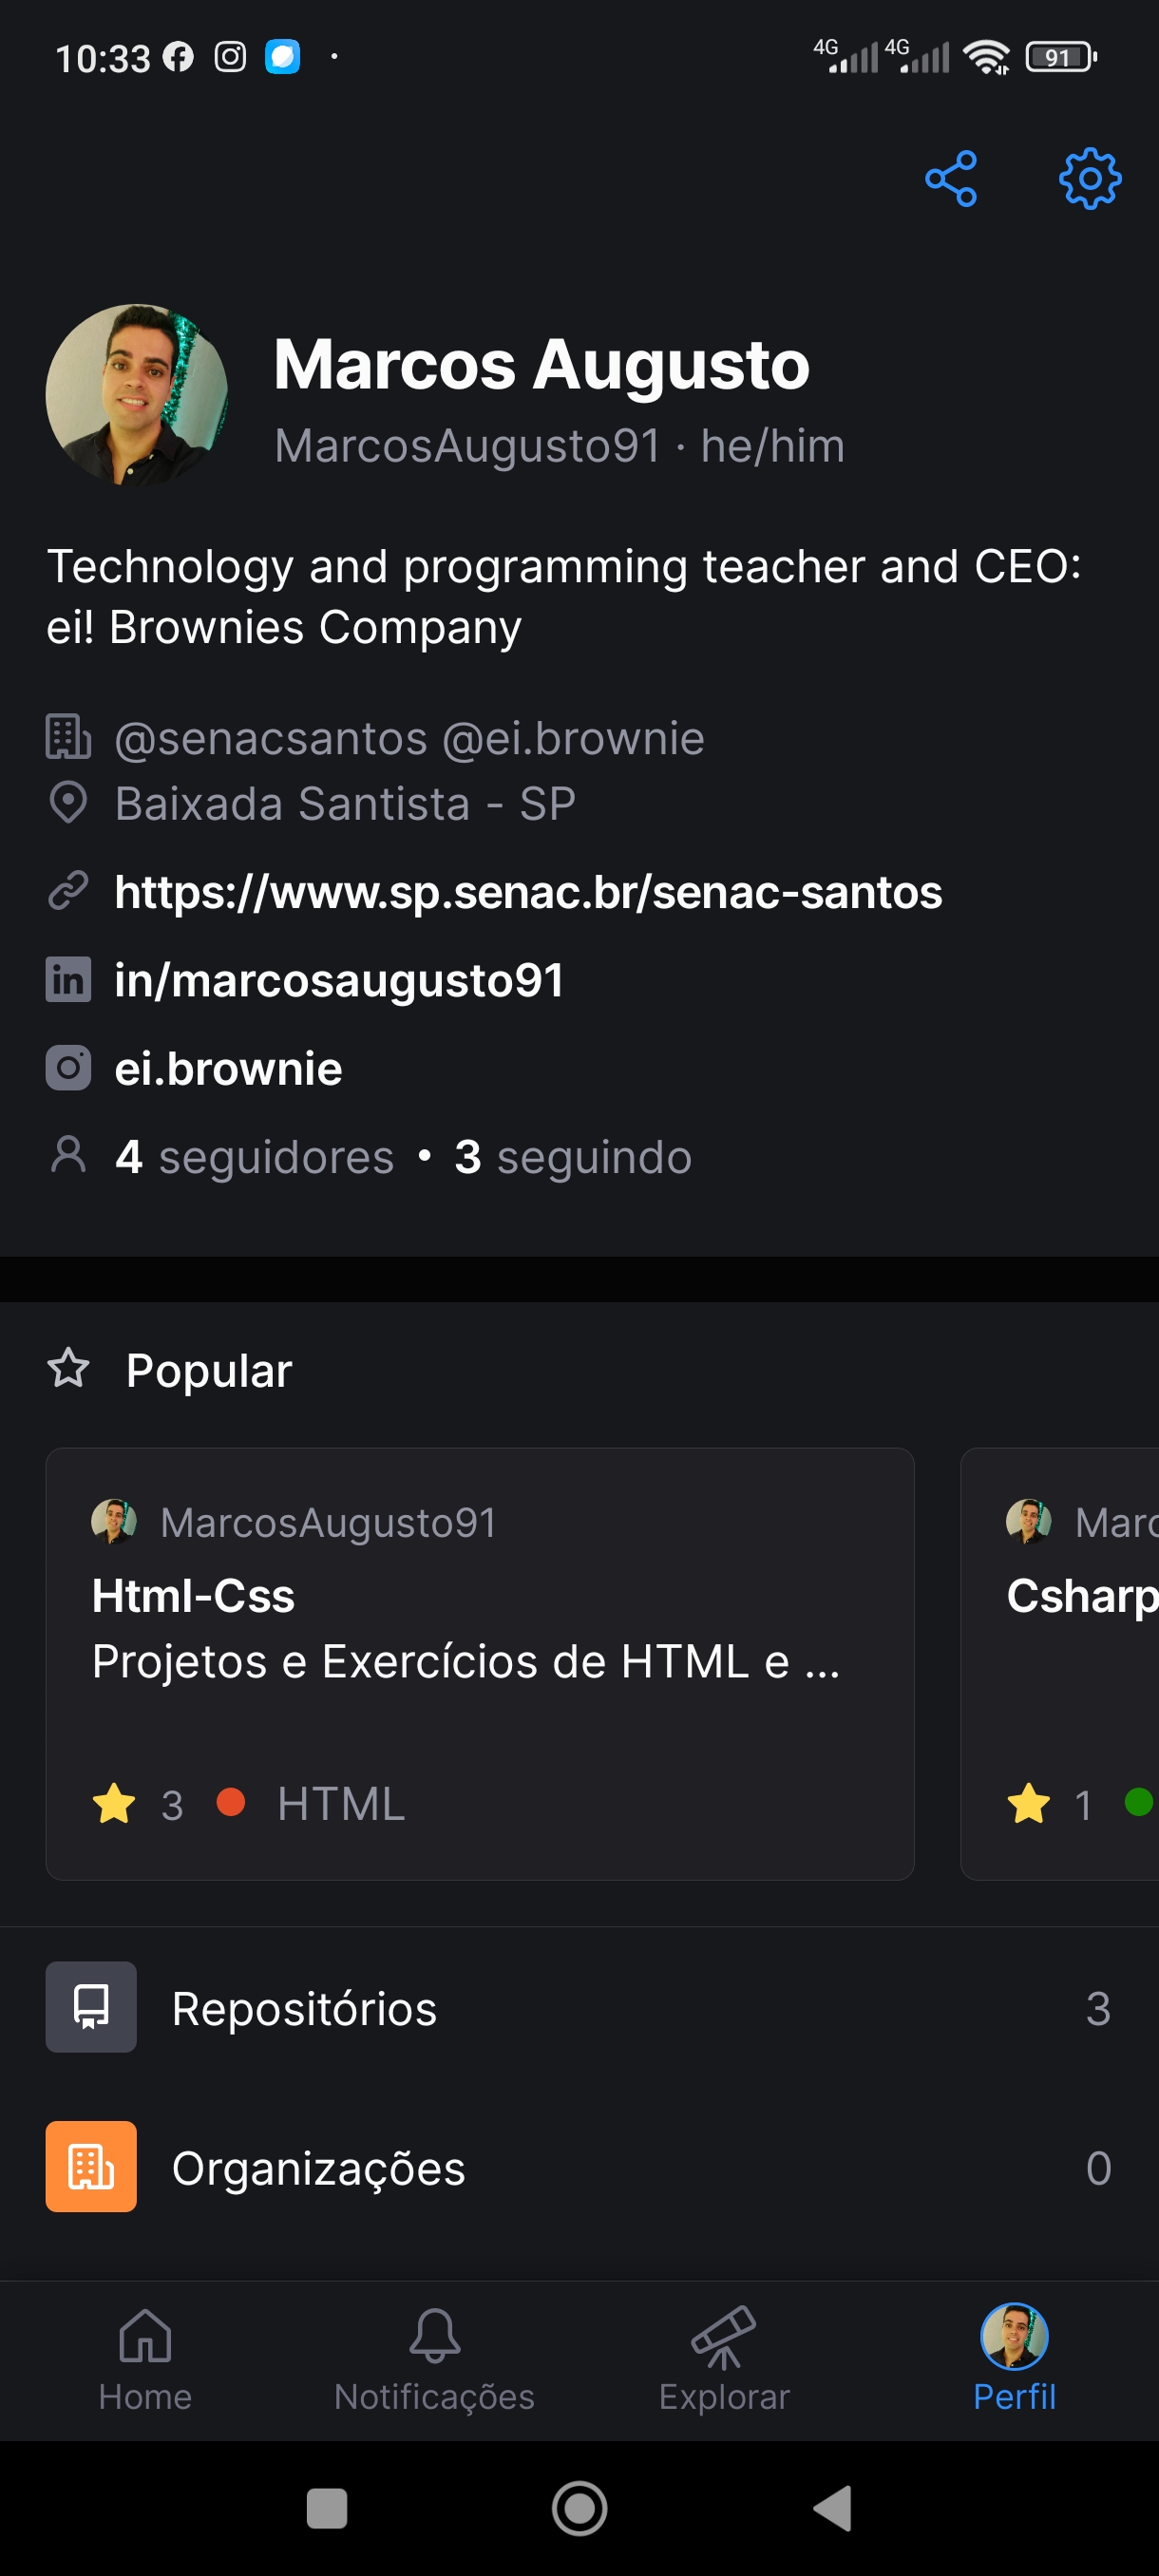 10:33
4G 4G 91
Marcos Augusto
MarcosAugusto91 · he/him
Technology and programming teacher and CEO:
ei! Brownies Company
@senacsantos @ei.brownie
Baixada Santista - SP
https://www.sp.senac.br/senac-santos
in in/marcosaugusto91
ei.brownie
4 seguidores • 3 seguindo
Popular
MarcosAugusto91
Html-Css
Projetos e Exercícios de HTML e ...
3 HTML
Marc
Csharp
1
Repositórios 3
Organizações 0
Home Notificações Explorar Perfil